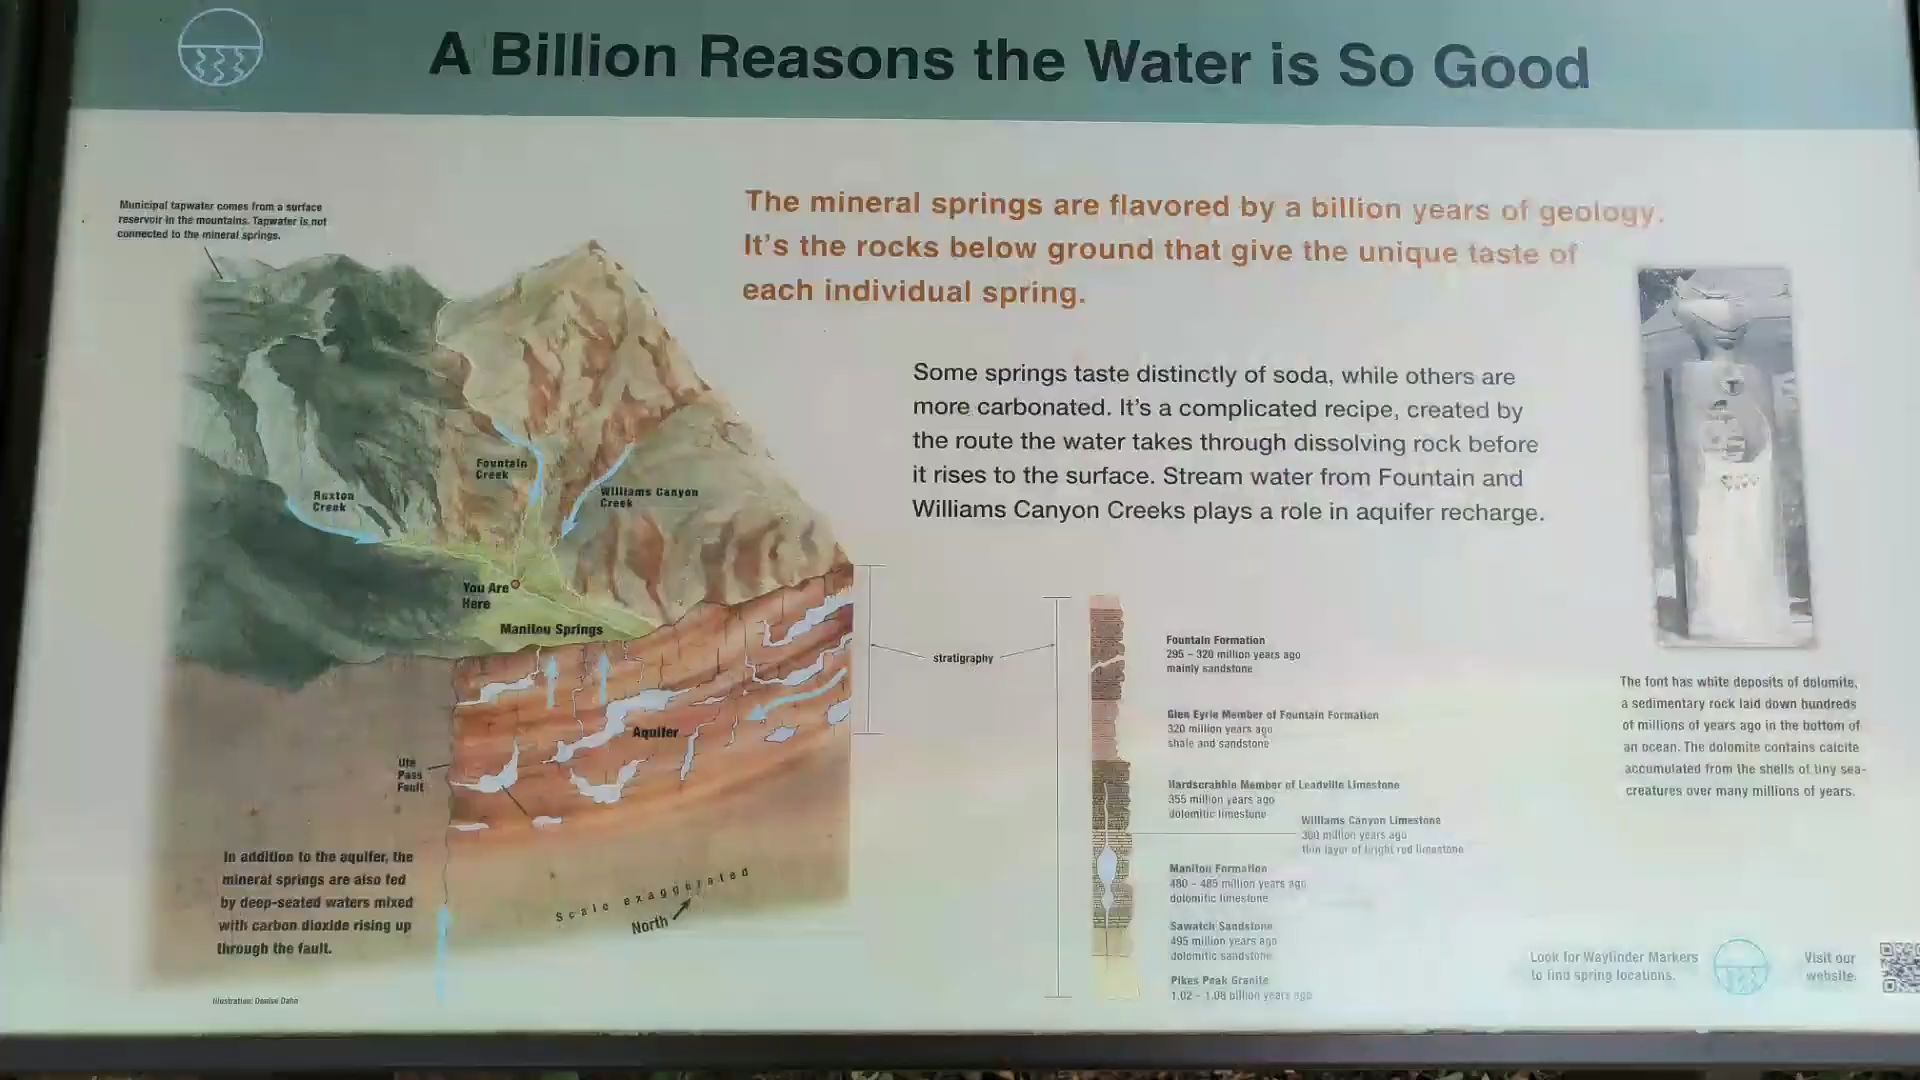 A Billion Reasons the Water is So Good
Municipal tapwater comes from a surface
reservoir in the mountains. Tapwater is not
connected to the mineral springs.
The mineral springs are flavored by a billion years of geology.
It's the rocks below ground that give the unique taste of
each individual spring.
Some springs taste distinctly of soda, while others are
more carbonated. It's a complicated recipe, created by
the route the water takes through dissolving rock before
it rises to the surface. Stream water from Fountain and
Williams Canyon Creeks plays a role in aquifer recharge.
Fountain
Creek
Williams Canyon
Creek
Ruxton
Creek
You Are
Here
Manitou Springs
Aquifer
Ute
Pass
Fault
In addition to the aquifer, the
mineral springs are also fed
by deep-seated waters mixed
with carbon dioxide rising up
through the fault.
Scale exaggerated
North
Illustration: Denise Dahn
stratigraphy
Fountain Formation
295 – 320 million years ago
mainly sandstone
Glen Eyrie Member of Fountain Formation
320 million years ago
shale and sandstone
Hardscrabble Member of Leadville Limestone
355 million years ago
dolomitic limestone
Williams Canyon Limestone
360 million years ago
thin layer of bright red limestone
Manitou Formation
480 – 485 million years ago
dolomitic limestone
Sawatch Sandstone
495 million years ago
dolomitic sandstone
Pikes Peak Granite
1.02 – 1.08 billion years ago
The font has white deposits of dolomite,
a sedimentary rock laid down hundreds
of millions of years ago in the bottom of
an ocean. The dolomite contains calcite
accumulated from the shells of tiny sea-
creatures over many millions of years.
Look for Wayfinder Markers
to find spring locations.
Visit our
website.